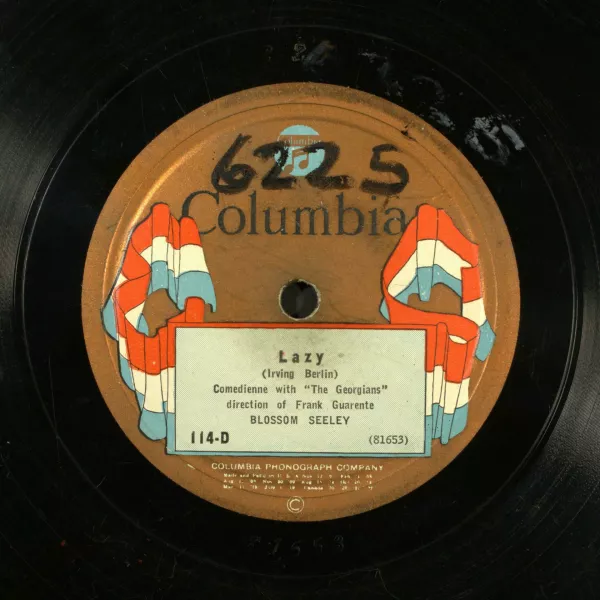 Columbia
6225
Columbia
Lazy
(Irving Berlin)
Comedienne with "The Georgians"
direction of Frank Guarente
BLOSSOM SEELEY
114-D (81653)
COLUMBIA PHONOGRAPH COMPANY
©